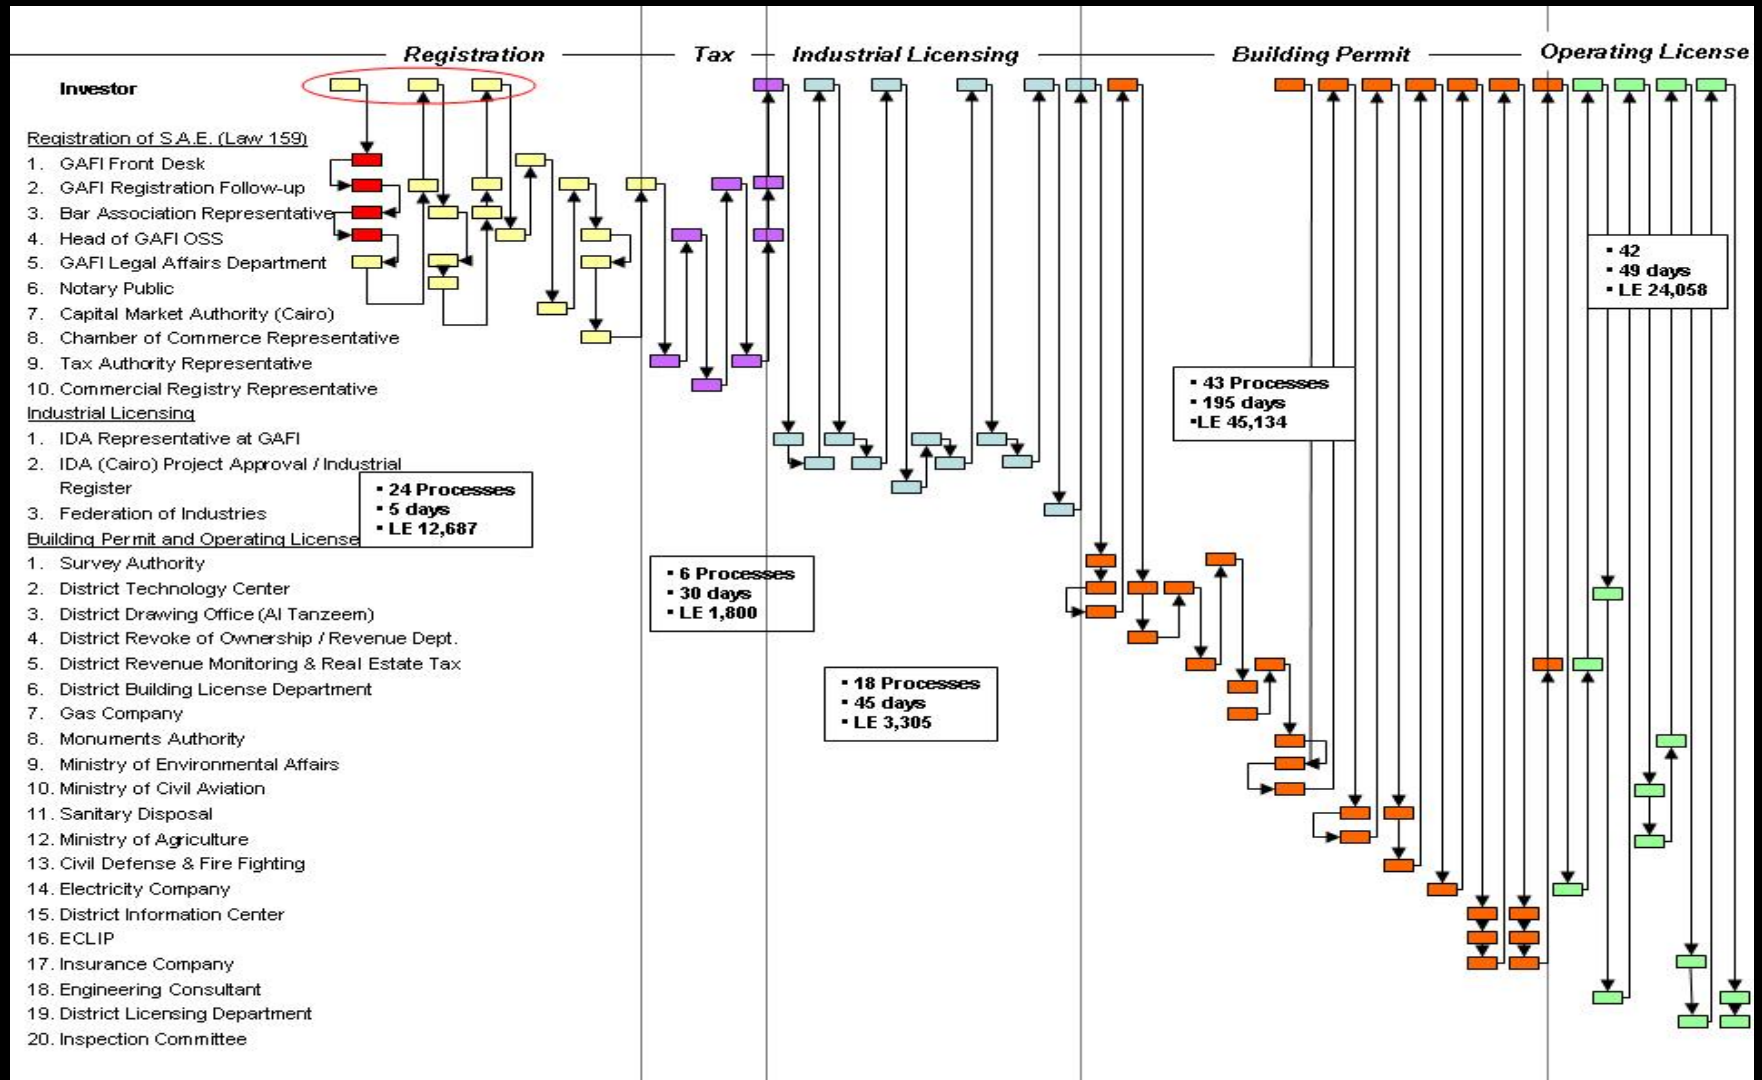 Registration Tax Industrial Licensing Building Permit Operating License
Investor
Registration of S.A.E. (Law 159)
1. GAFI Front Desk
2. GAFI Registration Follow-up
3. Bar Association Representative
4. Head of GAFI OSS
5. GAFI Legal Affairs Department
6. Notary Public
7. Capital Market Authority (Cairo)
8. Chamber of Commerce Representative
9. Tax Authority Representative
10. Commercial Registry Representative
Industrial Licensing
1. IDA Representative at GAFI
2. IDA (Cairo) Project Approval / Industrial
Register
3. Federation of Industries
Building Permit and Operating License
1. Survey Authority
2. District Technology Center
3. District Drawing Office (Al Tanzeem)
4. District Revoke of Ownership / Revenue Dept.
5. District Revenue Monitoring & Real Estate Tax
6. District Building License Department
7. Gas Company
8. Monuments Authority
9. Ministry of Environmental Affairs
10. Ministry of Civil Aviation
11. Sanitary Disposal
12. Ministry of Agriculture
13. Civil Defense & Fire Fighting
14. Electricity Company
15. District Information Center
16. ECLIP
17. Insurance Company
18. Engineering Consultant
19. District Licensing Department
20. Inspection Committee
▪ 24 Processes
▪ 5 days
▪ LE 12,687
▪ 6 Processes
▪ 30 days
▪ LE 1,800
▪ 18 Processes
▪ 45 days
▪ LE 3,305
▪ 43 Processes
▪ 195 days
▪LE 45,134
▪ 42
▪ 49 days
▪ LE 24,058